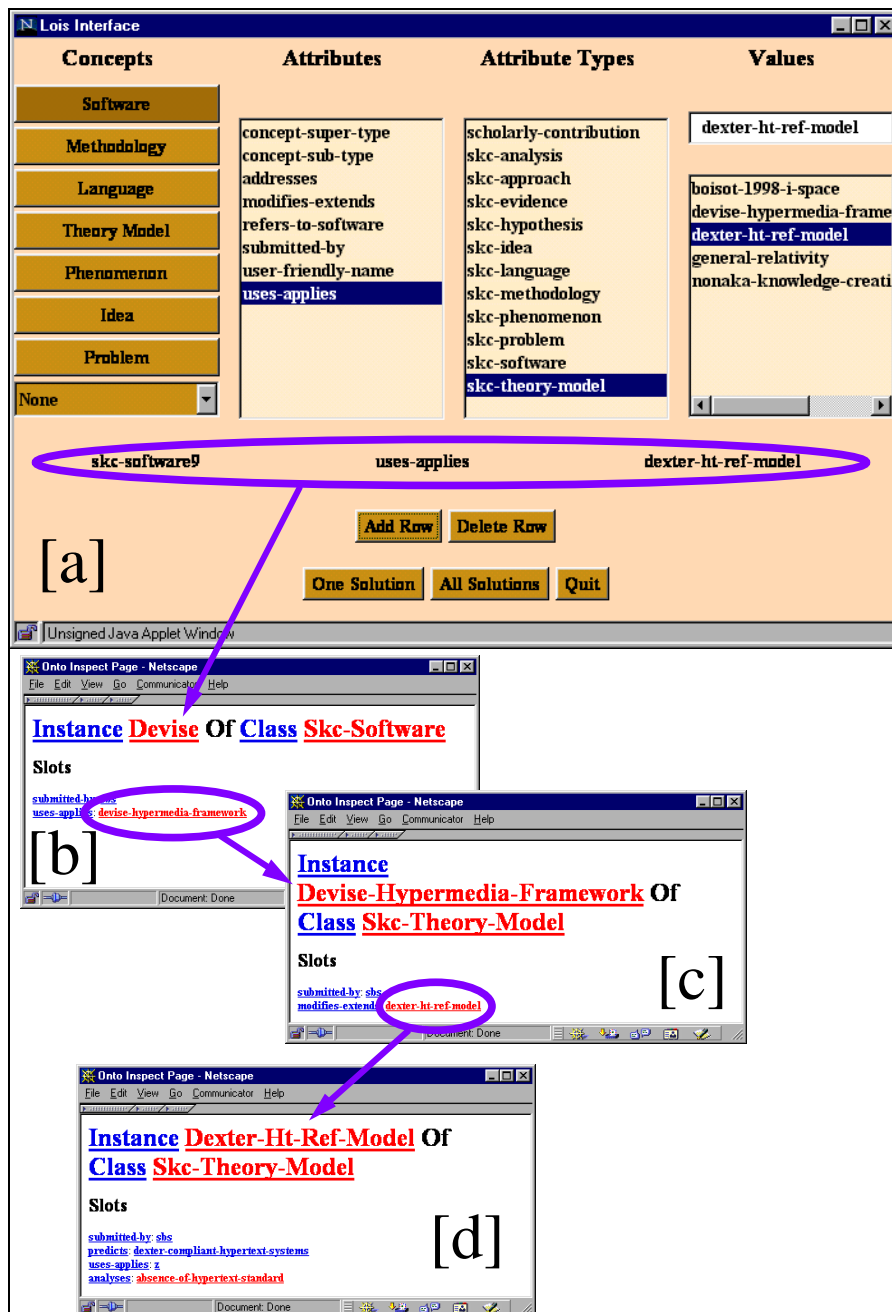 Lois Interface
Concepts
Attributes
Attribute Types
Values
Software
Methodology
Language
Theory Model
Phenomenon
Idea
Problem
None
concept-super-type
concept-sub-type
addresses
modifies-extends
refers-to-software
submitted-by
user-friendly-name
uses-applies
scholarly-contribution
skc-analysis
skc-approach
skc-evidence
skc-hypothesis
skc-idea
skc-language
skc-methodology
skc-phenomenon
skc-problem
skc-software
skc-theory-model
dexter-ht-ref-model
boisot-1998-i-space
devise-hypermedia-frame
dexter-ht-ref-model
general-relativity
nonaka-knowledge-creati
skc-software9 uses-applies dexter-ht-ref-model
Add Row Delete Row
[a]
One Solution All Solutions Quit
Unsigned Java Applet Window
Onto Inspect Page - Netscape
File Edit View Go Communicator Help
Instance Devise Of Class Skc-Software
Slots
submitted-by: sbs
uses-applies: devise-hypermedia-framework
[b]
Document: Done
Onto Inspect Page - Netscape
File Edit View Go Communicator Help
Instance
Devise-Hypermedia-Framework Of
Class Skc-Theory-Model
Slots
submitted-by: sbs
modifies-extends: dexter-ht-ref-model
[c]
Document: Done
Onto Inspect Page - Netscape
File Edit View Go Communicator Help
Instance Dexter-Ht-Ref-Model Of
Class Skc-Theory-Model
Slots
submitted-by: sbs
predicts: dexter-compliant-hypertext-systems
uses-applies: z
analyses: absence-of-hypertext-standard
[d]
Document: Done